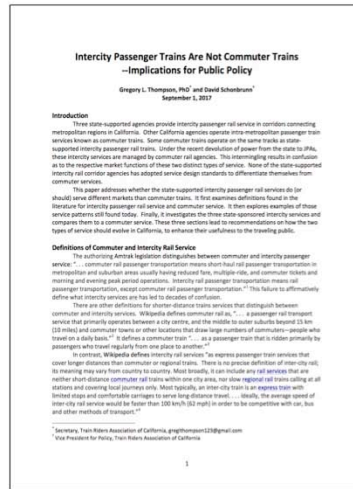 Intercity Passenger Trains Are Not Commuter Trains
--Implications for Public Policy
Gregory L. Thompson, PhD* and David Schonbrunn†
September 1, 2017
Introduction
Three state-supported agencies provide intercity passenger rail service in corridors connecting
metropolitan regions in California. Other California agencies operate intra-metropolitan passenger train
services known as commuter trains. Some commuter trains operate on the same tracks as state-
supported intercity passenger rail trains. Under the recent devolution of power from the state to JPAs,
these intercity services are managed by commuter rail agencies. This intermingling results in confusion
as to the respective market functions of these two distinct types of service. None of the state-supported
intercity rail corridor agencies has adopted service design standards to differentiate themselves from
commuter services.
This paper addresses whether the state-supported intercity passenger rail services do (or
should) serve different markets than commuter trains. It first examines definitions found in the
literature for intercity passenger rail service and commuter service. It then explores examples of those
service patterns still found today. Finally, it investigates the three state-sponsored intercity services and
compares them to a commuter service. These three sections lead to recommendations on how the two
types of service should evolve in California, to enhance their usefulness to the traveling public.
Definitions of Commuter and Intercity Rail Service
The authorizing Amtrak legislation distinguishes between commuter and intercity passenger
service: “. . . commuter rail passenger transportation means short-haul rail passenger transportation in
metropolitan and suburban areas usually having reduced fare, multiple-ride, and commuter tickets and
morning and evening peak period operations. Intercity rail passenger transportation means rail
passenger transportation, except commuter rail passenger transportation.”¹ This failure to affirmatively
define what intercity services are has led to decades of confusion.
There are other definitions for shorter-distance trains services that distinguish between
commuter and intercity services. Wikipedia defines commuter rail as, “. . . a passenger rail transport
service that primarily operates between a city centre, and the middle to outer suburbs beyond 15 km
(10 miles) and commuter towns or other locations that draw large numbers of commuters—people who
travel on a daily basis.”² It defines a commuter train “. . . as a passenger train that is ridden primarily by
passengers who travel regularly from one place to another.”³
In contrast, Wikipedia defines intercity rail services “as express passenger train services that
cover longer distances than commuter or regional trains. There is no precise definition of inter-city rail;
its meaning may vary from country to country. Most broadly, it can include any rail services that are
neither short-distance commuter rail trains within one city area, nor slow regional rail trains calling at all
stations and covering local journeys only. Most typically, an inter-city train is an express train with
limited stops and comfortable carriages to serve long-distance travel. . . . Ideally, the average speed of
inter-city rail service would be faster than 100 km/h (62 mph) in order to be competitive with car, bus
and other methods of transport.”⁴
* Secretary, Train Riders Association of California, gregthompson123@gmail.com
† Vice President for Policy, Train Riders Association of California
1